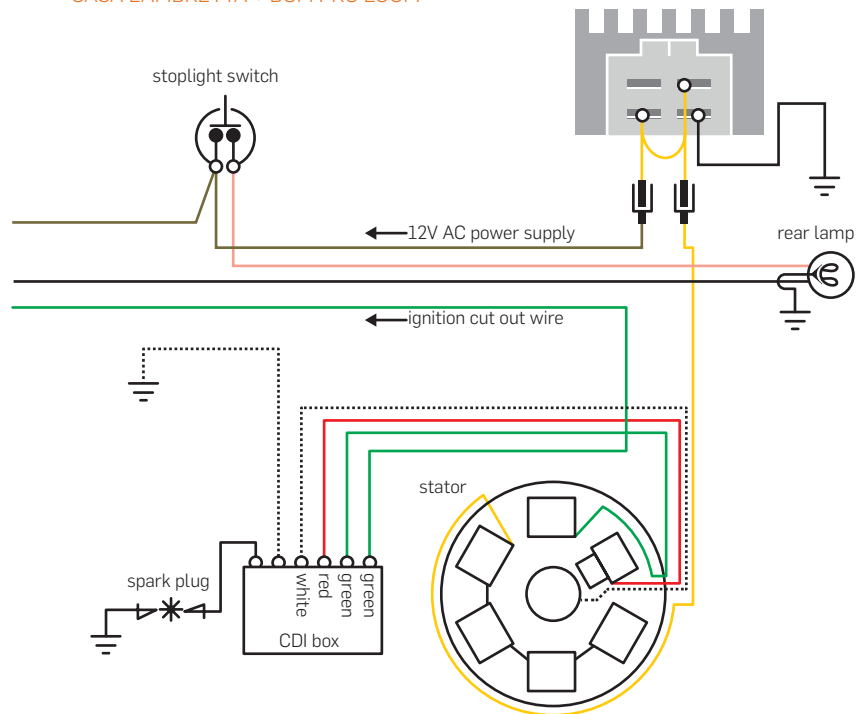 stoplight switch
12V AC power supply
rear lamp
ignition cut out wire
stator
spark plug
white
red
green
green
CDI box